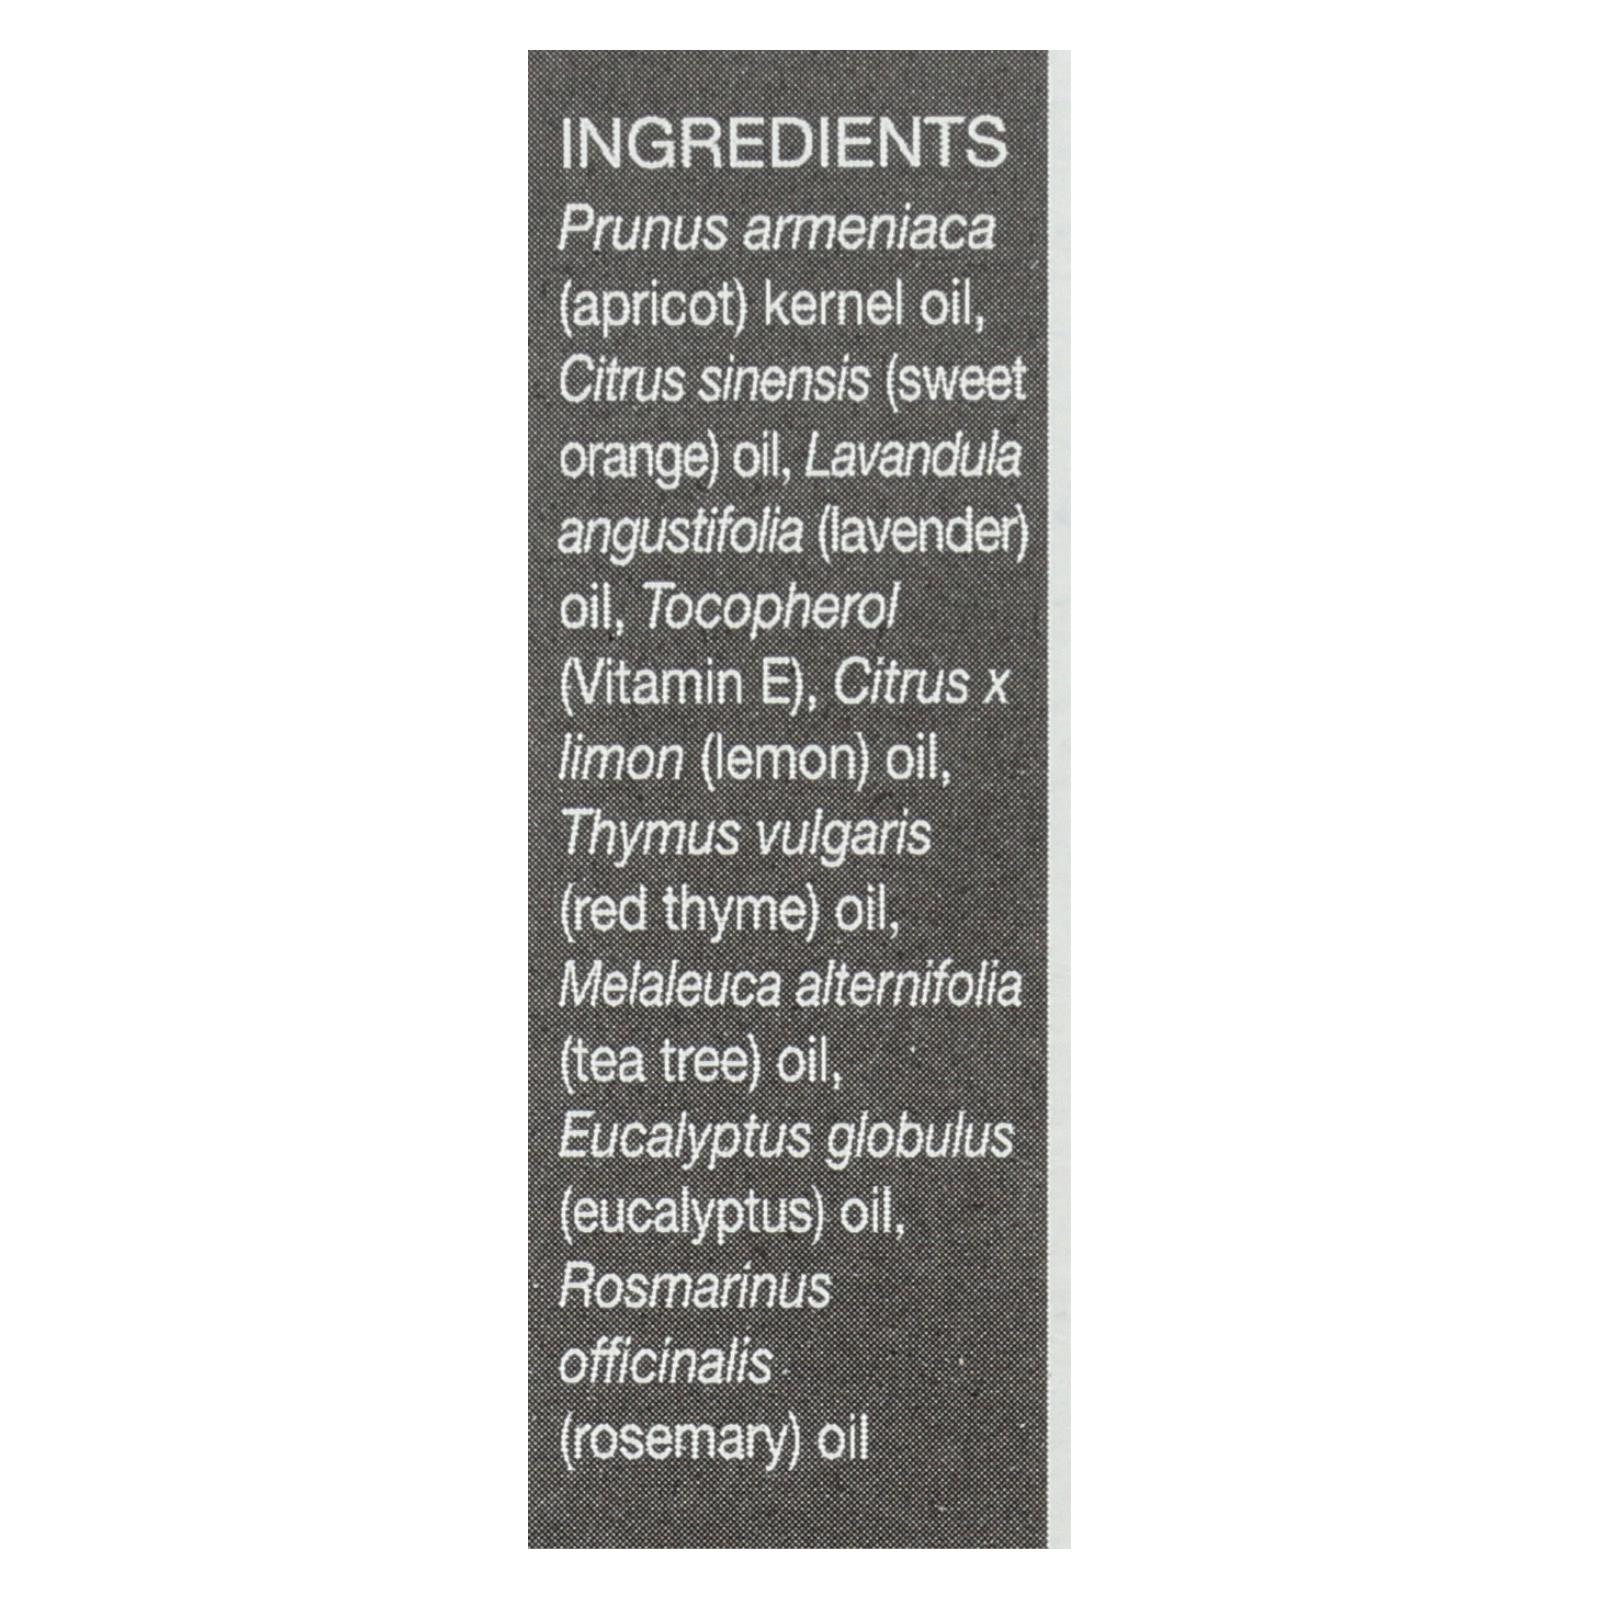 INGREDIENTS
Prunus armeniaca
(apricot) kernel oil,
Citrus sinensis (sweet
orange) oil, Lavandula
angustifolia (lavender)
oil, Tocopherol
(Vitamin E), Citrus x
limon (lemon) oil,
Thymus vulgaris
(red thyme) oil,
Melaleuca alternifolia
(tea tree) oil,
Eucalyptus globulus
(eucalyptus) oil,
Rosmarinus
officinalis
(rosemary) oil